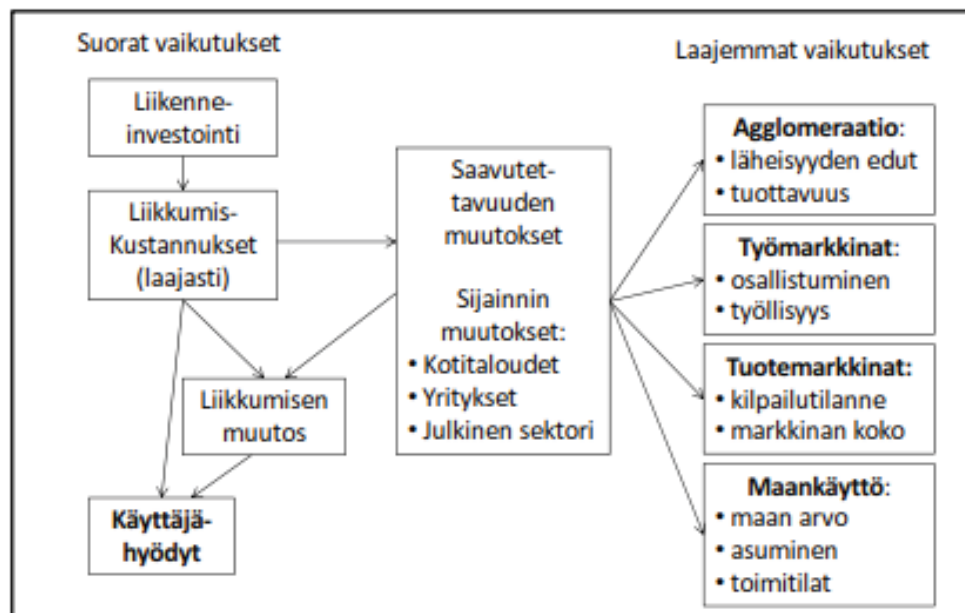 Suorat vaikutukset
Liikenne-
investointi
Liikkumis-
Kustannukset
(laajasti)
Liikkumisen
muutos
Käyttäjä-
hyödyt
Saavutet-
tavuuden
muutokset
Sijainnin
muutokset:
• Kotitaloudet
• Yritykset
• Julkinen sektori
Laajemmat vaikutukset
Agglomeraatio:
• läheisyyden edut
• tuottavuus
Työmarkkinat:
• osallistuminen
• työllisyys
Tuotemarkkinat:
• kilpailutilanne
• markkinan koko
Maankäyttö:
• maan arvo
• asuminen
• toimitilat